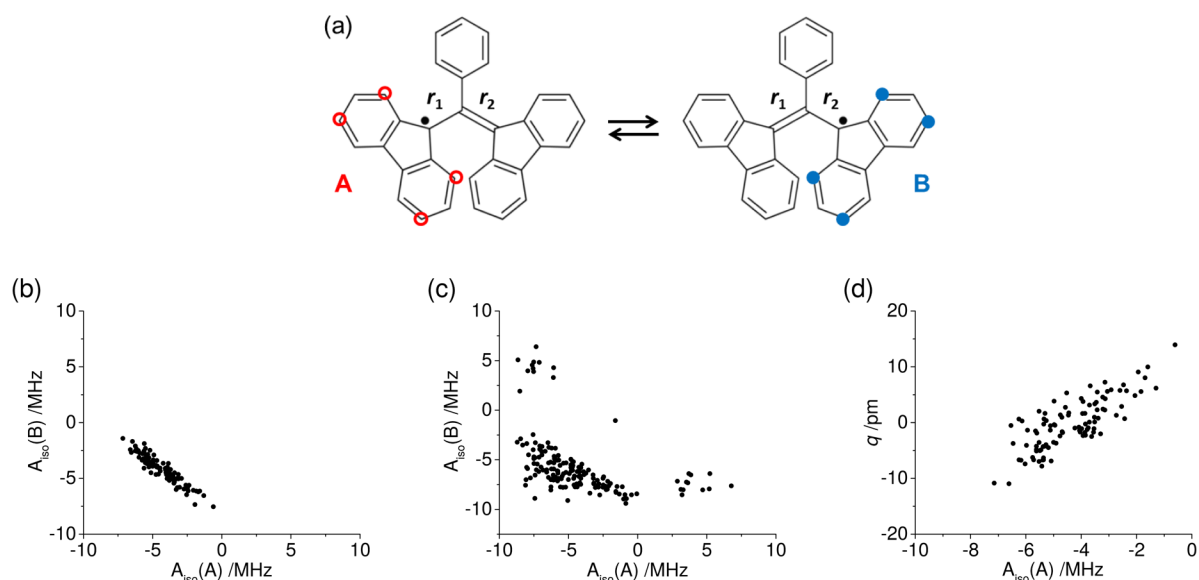 (a)
r1 r2
r1 r2
A
B
(b)
10
5
0
-5
-10
-10 -5 0 5 10
Aiso(B) /MHz
Aiso(A) /MHz
(c)
10
5
0
-5
-10
-10 -5 0 5 10
Aiso(B) /MHz
Aiso(A) /MHz
(d)
20
10
0
-10
-20
-10 -8 -6 -4 -2 0
q /pm
Aiso(A) /MHz